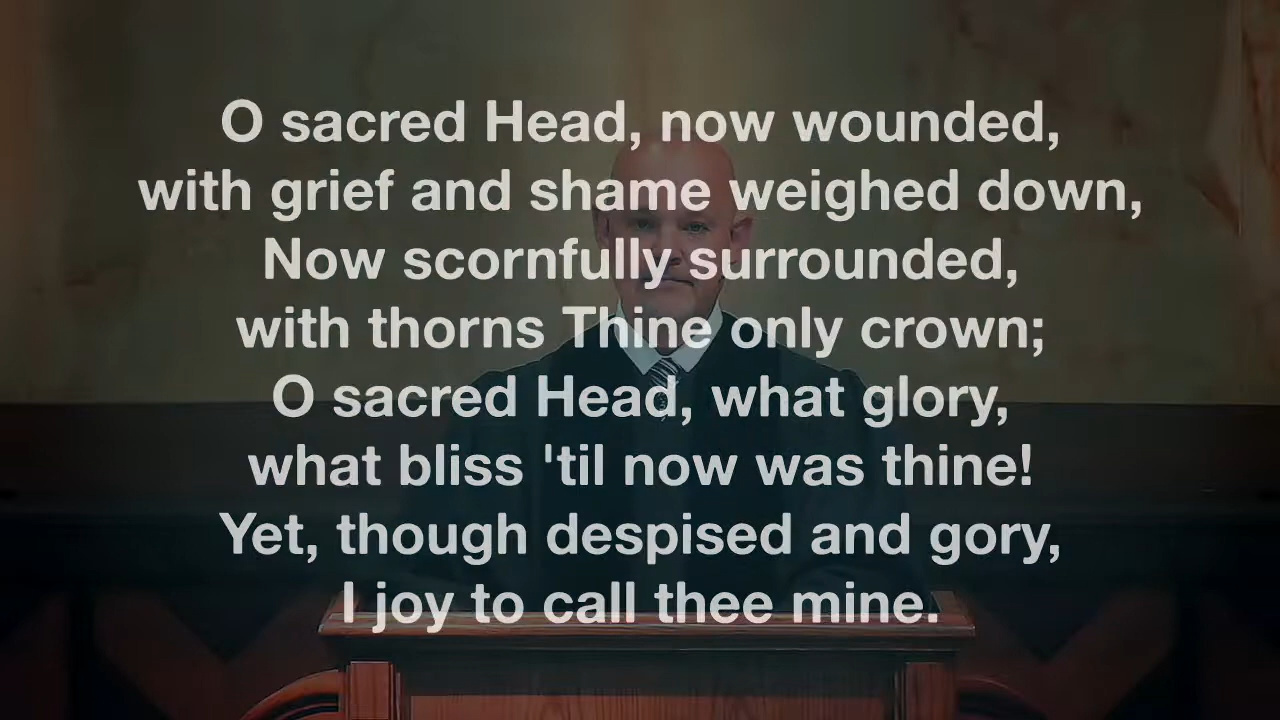 O sacred Head, now wounded,
with grief and shame weighed down,
Now scornfully surrounded,
with thorns Thine only crown;
O sacred Head, what glory,
what bliss 'til now was thine!
Yet, though despised and gory,
I joy to call thee mine.